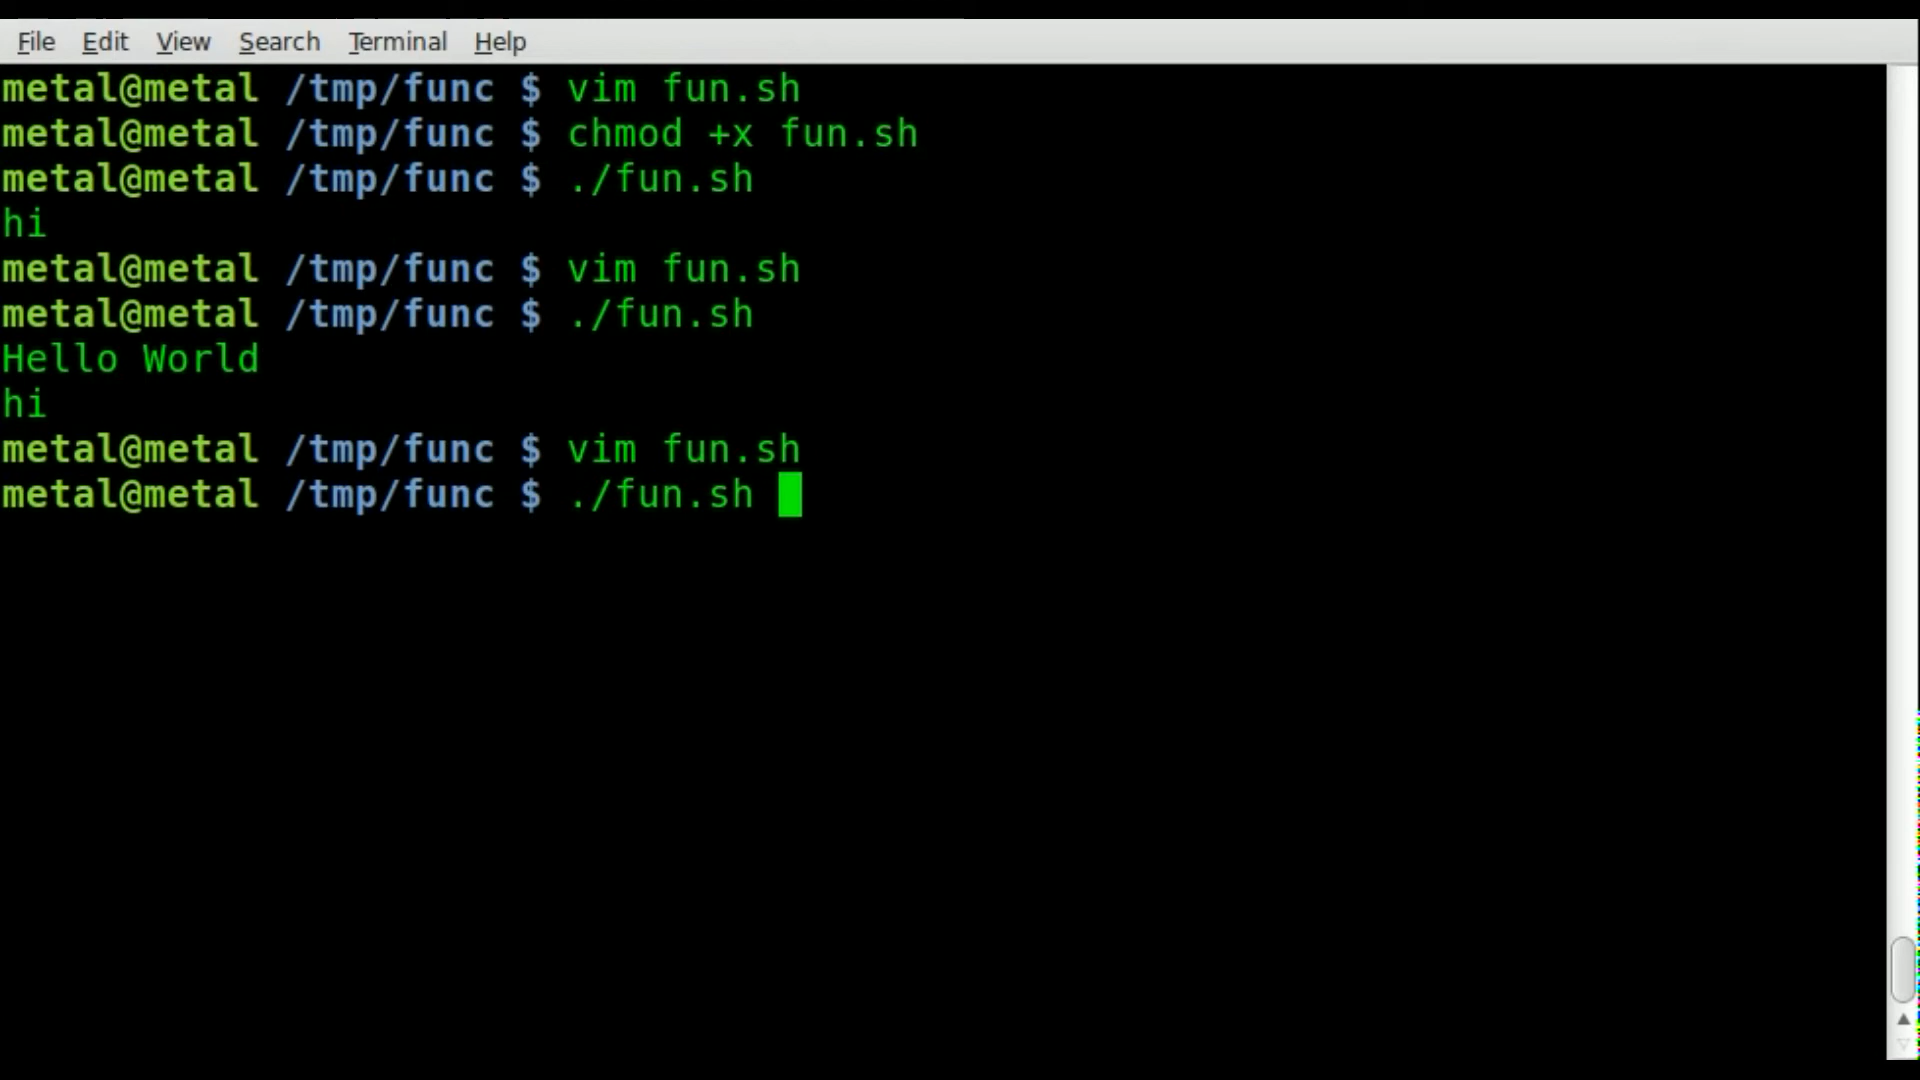 File Edit View Search Terminal Help
metal@metal /tmp/func $ vim fun.sh
metal@metal /tmp/func $ chmod +x fun.sh
metal@metal /tmp/func $ ./fun.sh
hi
metal@metal /tmp/func $ vim fun.sh
metal@metal /tmp/func $ ./fun.sh
Hello World
hi
metal@metal /tmp/func $ vim fun.sh
metal@metal /tmp/func $ ./fun.sh